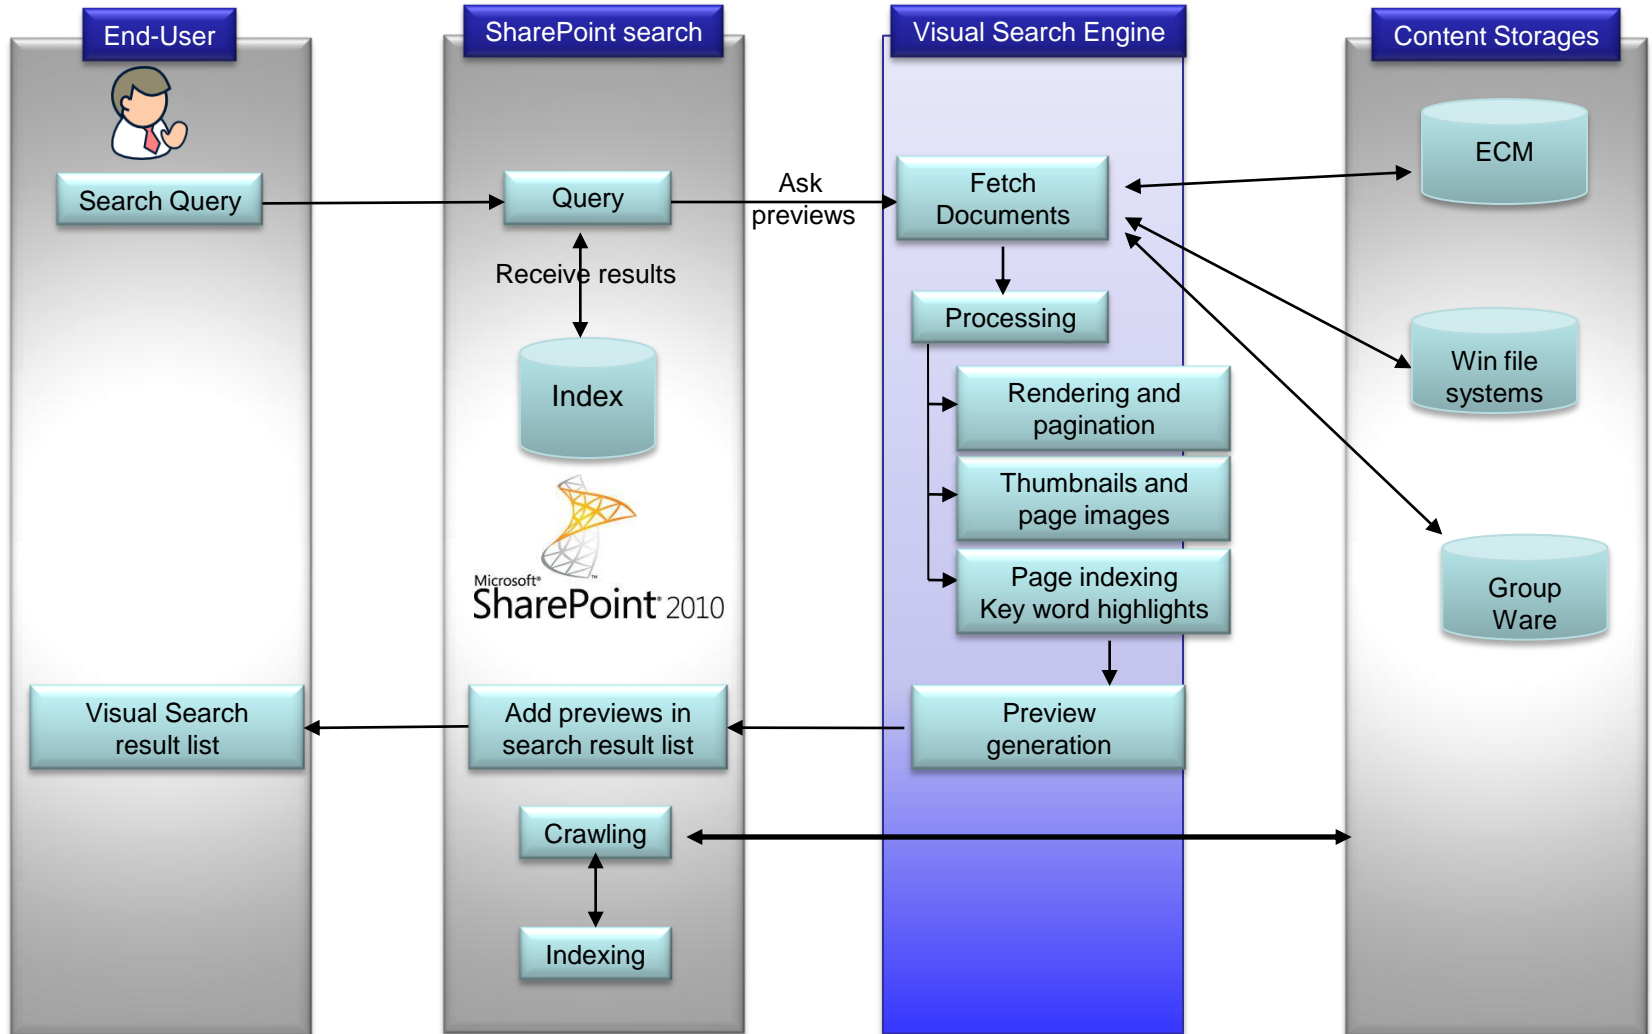 End-User
SharePoint search
Visual Search Engine
Content Storages
Search Query
Query
Ask
previews
Fetch
Documents
ECM
Receive results
Processing
Index
Rendering and
pagination
Win file
systems
Thumbnails and
page images
Microsoft®
SharePoint® 2010
™
Page indexing
Key word highlights
Group
Ware
Visual Search
result list
Add previews in
search result list
Preview
generation
Crawling
Indexing